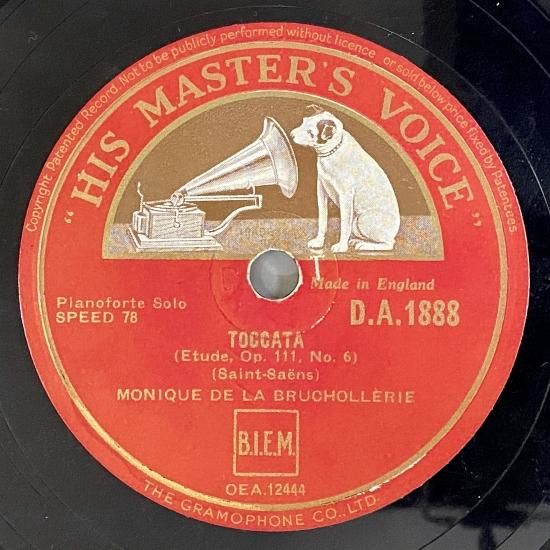 Copyright. Patented Record. Not to be publicly performed without licence or sold below price fixed by Patentees.
"HIS MASTER'S VOICE"
Made in England
Pianoforte Solo
SPEED 78
D.A.1888
TOCCATA
(Etude, Op. 111, No. 6)
(Saint-Saëns)
MONIQUE DE LA BRUCHOLLÈRIE
B.I.E.M.
OEA.12444
THE GRAMOPHONE CO., LTD.